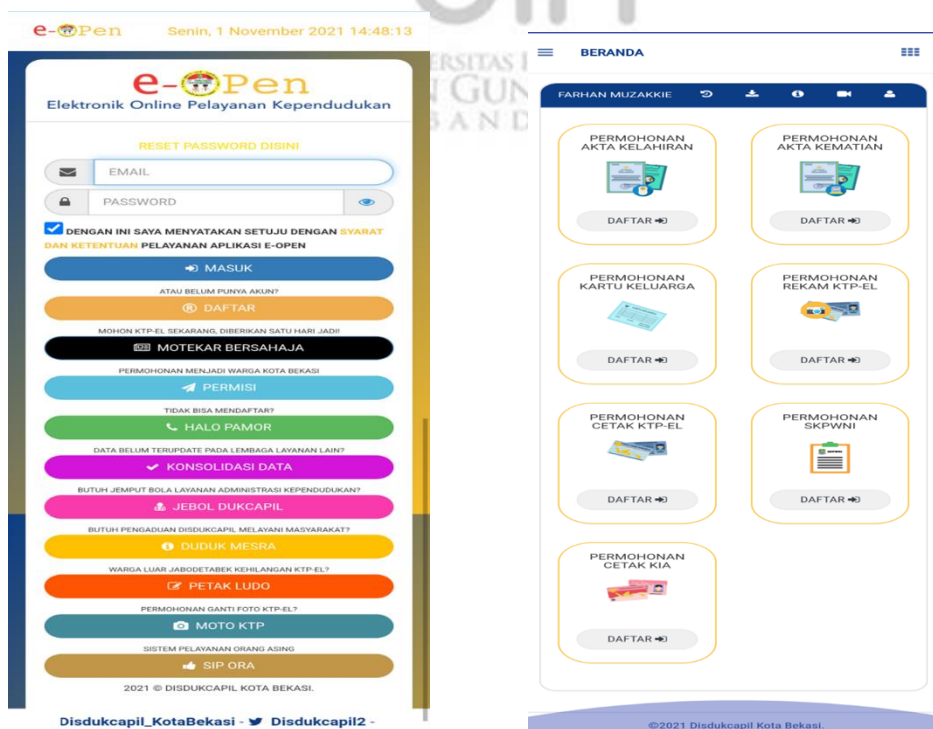 e-Open Senin, 1 November 2021 14:48:13
e-Open
Elektronik Online Pelayanan Kependudukan
RESET PASSWORD DISINI
EMAIL
PASSWORD
DENGAN INI SAYA MENYATAKAN SETUJU DENGAN SYARAT
DAN KETENTUAN PELAYANAN APLIKASI E-OPEN
MASUK
ATAU BELUM PUNYA AKUN?
® DAFTAR
MOHON KTP-EL SEKARANG, DIBERIKAN SATU HARI JADI!
MOTEKAR BERSAHAJA
PERMOHONAN MENJADI WARGA KOTA BEKASI
PERMISI
TIDAK BISA MENDAFTAR?
HALO PAMOR
DATA BELUM TERUPDATE PADA LEMBAGA LAYANAN LAIN?
KONSOLIDASI DATA
BUTUH JEMPUT BOLA LAYANAN ADMINISTRASI KEPENDUDUKAN?
JEBOL DUKCAPIL
BUTUH PENGADUAN DISDUKCAPIL MELAYANI MASYARAKAT?
DUDUK MESRA
WARGA LUAR JABODETABEK KEHILANGAN KTP-EL?
PETAK LUDO
PERMOHONAN GANTI FOTO KTP-EL?
MOTO KTP
SISTEM PELAYANAN ORANG ASING
SIP ORA
2021 © DISDUKCAPIL KOTA BEKASI.
Disdukcapil_KotaBekasi - Disdukcapil2 -
BERANDA
FARHAN MUZAKKIE
PERMOHONAN
AKTA KELAHIRAN
DAFTAR
PERMOHONAN
AKTA KEMATIAN
DAFTAR
PERMOHONAN
KARTU KELUARGA
DAFTAR
PERMOHONAN
REKAM KTP-EL
DAFTAR
PERMOHONAN
CETAK KTP-EL
DAFTAR
PERMOHONAN
SKPWNI
DAFTAR
PERMOHONAN
CETAK KIA
DAFTAR
©2021 Disdukcapil Kota Bekasi.